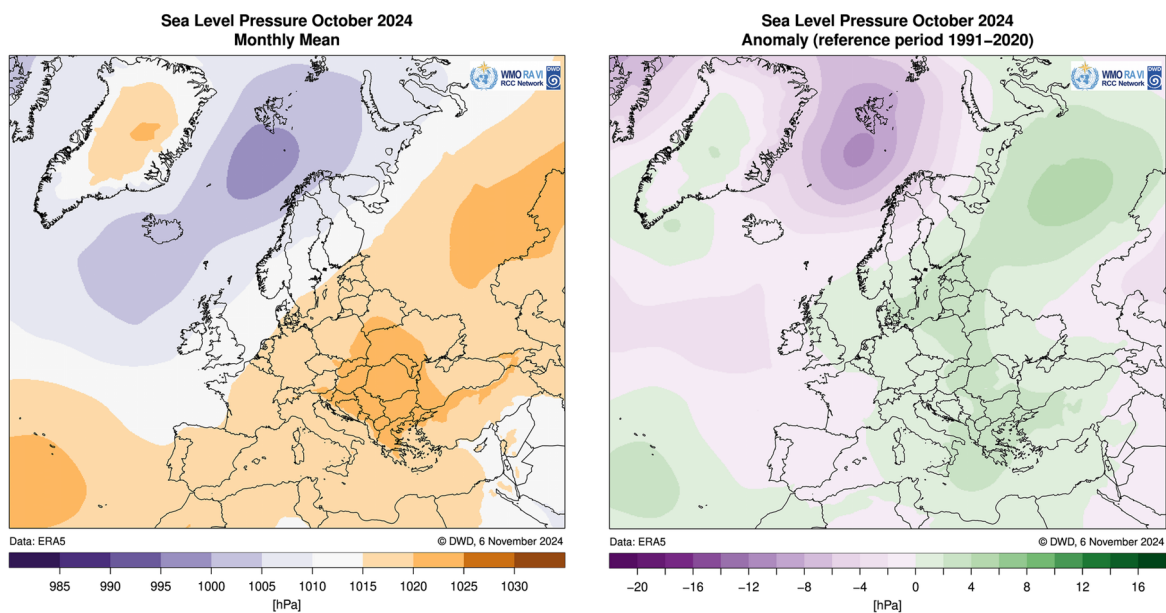 Sea Level Pressure October 2024
Monthly Mean
WMO RA VI
RCC Network
DWD
Data: ERA5
© DWD, 6 November 2024
985 990 995 1000 1005 1010 1015 1020 1025 1030
[hPa]
Sea Level Pressure October 2024
Anomaly (reference period 1991−2020)
WMO RA VI
RCC Network
DWD
Data: ERA5
© DWD, 6 November 2024
−20 −16 −12 −8 −4 0 4 8 12 16
[hPa]